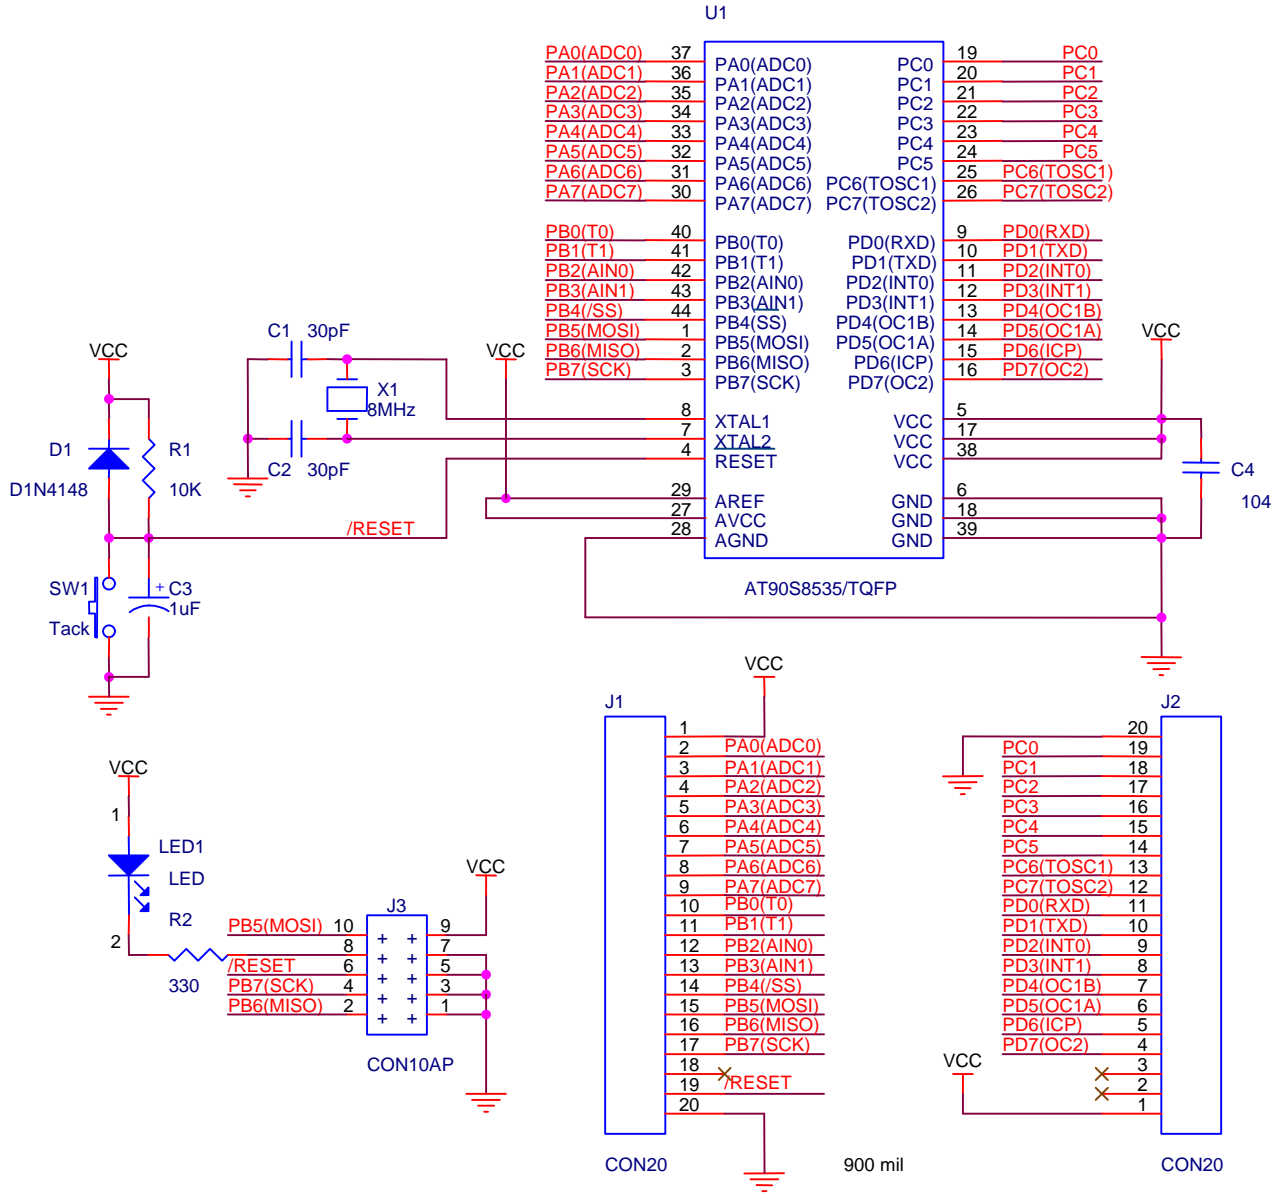 U1
PA0(ADC0) 37 PA0(ADC0) PC0 19 PC0
PA1(ADC1) 36 PA1(ADC1) PC1 20 PC1
PA2(ADC2) 35 PA2(ADC2) PC2 21 PC2
PA3(ADC3) 34 PA3(ADC3) PC3 22 PC3
PA4(ADC4) 33 PA4(ADC4) PC4 23 PC4
PA5(ADC5) 32 PA5(ADC5) PC5 24 PC5
PA6(ADC6) 31 PA6(ADC6) PC6(TOSC1) 25 PC6(TOSC1)
PA7(ADC7) 30 PA7(ADC7) PC7(TOSC2) 26 PC7(TOSC2)
PB0(T0) 40 PB0(T0) PD0(RXD) 9 PD0(RXD)
PB1(T1) 41 PB1(T1) PD1(TXD) 10 PD1(TXD)
PB2(AIN0) 42 PB2(AIN0) PD2(INT0) 11 PD2(INT0)
PB3(AIN1) 43 PB3(AIN1) PD3(INT1) 12 PD3(INT1)
PB4(/SS) 44 PB4(SS) PD4(OC1B) 13 PD4(OC1B)
PB5(MOSI) 1 PB5(MOSI) PD5(OC1A) 14 PD5(OC1A)
PB6(MISO) 2 PB6(MISO) PD6(ICP) 15 PD6(ICP)
PB7(SCK) 3 PB7(SCK) PD7(OC2) 16 PD7(OC2)
8 XTAL1 VCC 5
7 XTAL2 VCC 17
4 RESET VCC 38
29 AREF GND 6
27 AVCC GND 18
28 AGND GND 39
AT90S8535/TQFP
VCC
VCC
C4
104
C1 30pF
X1
8MHz
C2 30pF
VCC
D1
D1N4148
R1
10K
/RESET
SW1
Tack
+ C3
1uF
VCC
1
LED1
LED
2
R2
330
J3
VCC
PB5(MOSI) 10 + + 9
8 + + 7
/RESET 6 + + 5
PB7(SCK) 4 + + 3
PB6(MISO) 2 + + 1
CON10AP
VCC
J1
1
2 PA0(ADC0)
3 PA1(ADC1)
4 PA2(ADC2)
5 PA3(ADC3)
6 PA4(ADC4)
7 PA5(ADC5)
8 PA6(ADC6)
9 PA7(ADC7)
10 PB0(T0)
11 PB1(T1)
12 PB2(AIN0)
13 PB3(AIN1)
14 PB4(/SS)
15 PB5(MOSI)
16 PB6(MISO)
17 PB7(SCK)
18
19 /RESET
20
CON20
900 mil
J2
20
PC0 19
PC1 18
PC2 17
PC3 16
PC4 15
PC5 14
PC6(TOSC1) 13
PC7(TOSC2) 12
PD0(RXD) 11
PD1(TXD) 10
PD2(INT0) 9
PD3(INT1) 8
PD4(OC1B) 7
PD5(OC1A) 6
PD6(ICP) 5
PD7(OC2) 4
VCC
3
2
1
CON20